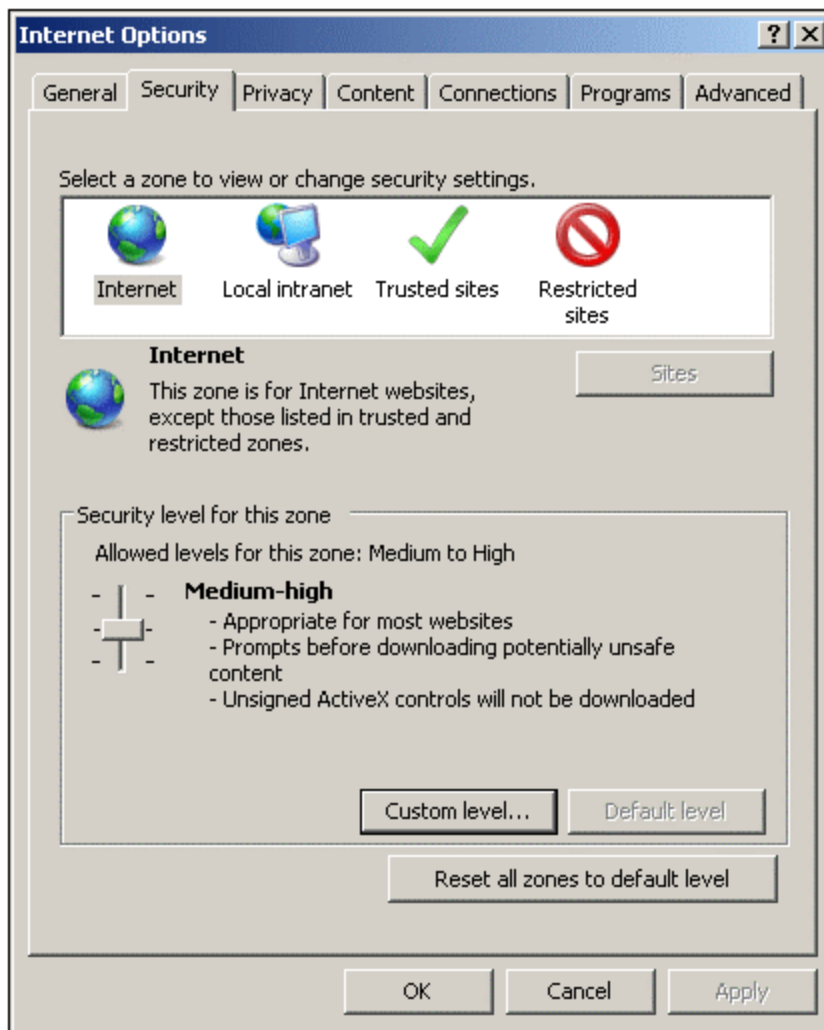 Internet Options
General Security Privacy Content Connections Programs Advanced
Select a zone to view or change security settings.
Internet Local intranet Trusted sites Restricted
sites
Internet
Sites
This zone is for Internet websites,
except those listed in trusted and
restricted zones.
Security level for this zone
Allowed levels for this zone: Medium to High
Medium-high
- Appropriate for most websites
- Prompts before downloading potentially unsafe
content
- Unsigned ActiveX controls will not be downloaded
Custom level... Default level
Reset all zones to default level
OK Cancel Apply